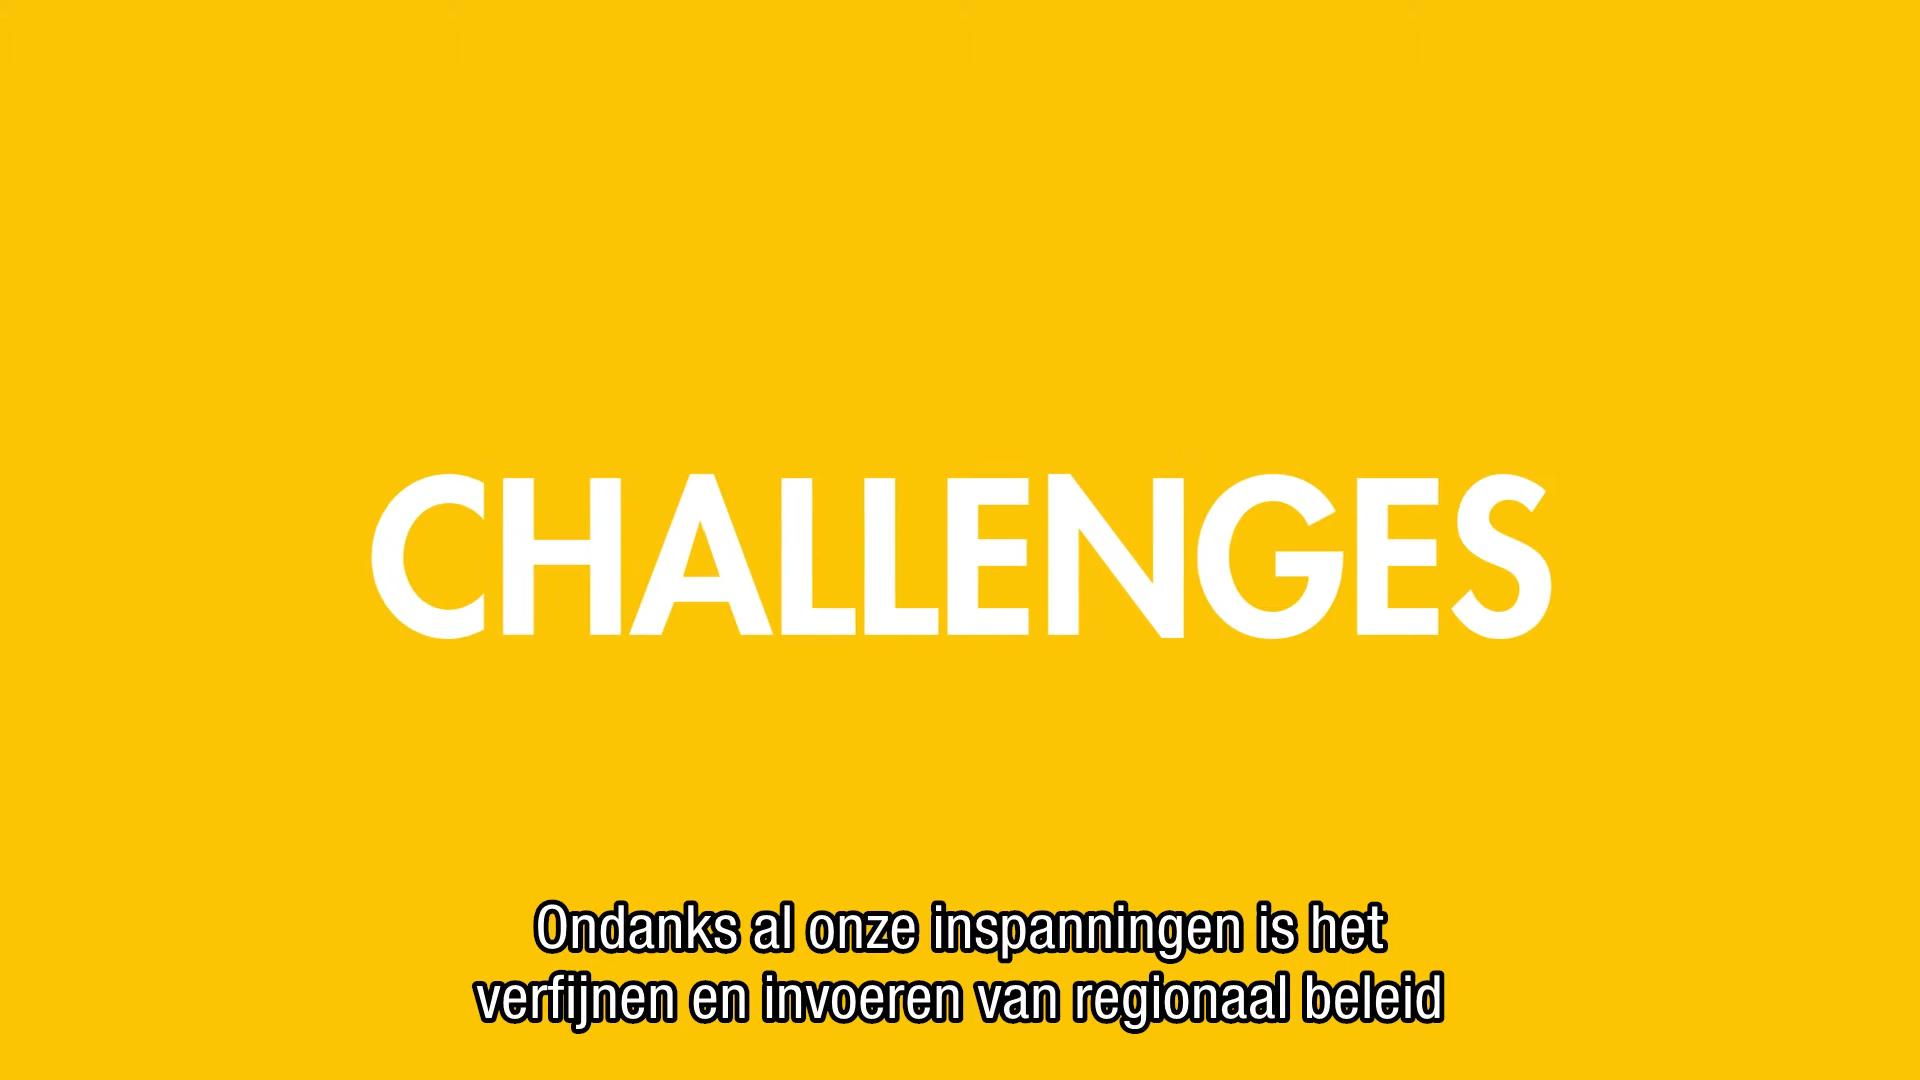 CHALLENGES
Ondanks al onze inspanningen is het
verfijnen en invoeren van regionaal beleid